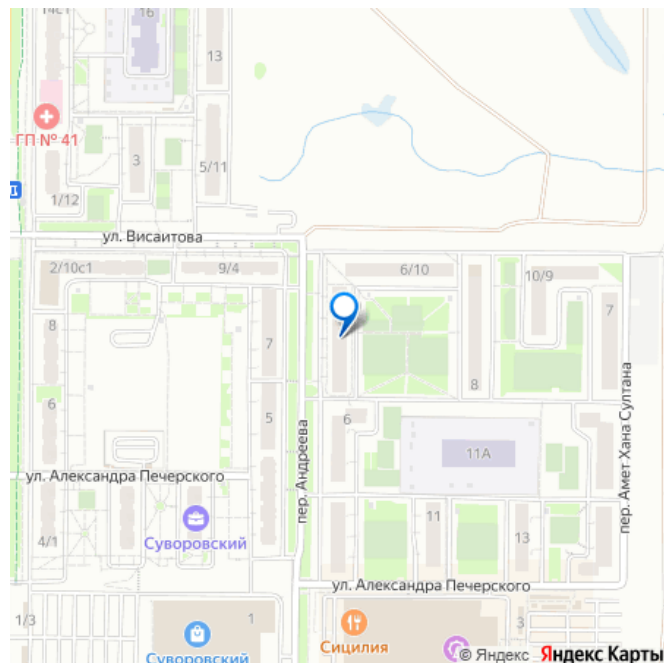 14с1
16
13
ГП № 41
3
5/11
1/12
ул. Висаитова
2/10с1
9/4
6/10
10/9
8
7
7
8
6
5
6
пер. Андреева
11А
пер. Амет Хана Султана
ул. Александра Печерского
4/1
Суворовский
11
13
ул. Александра Печерского
1/3
1
Суворовский
Сицилия
3
© Яндекс Яндекс Карты